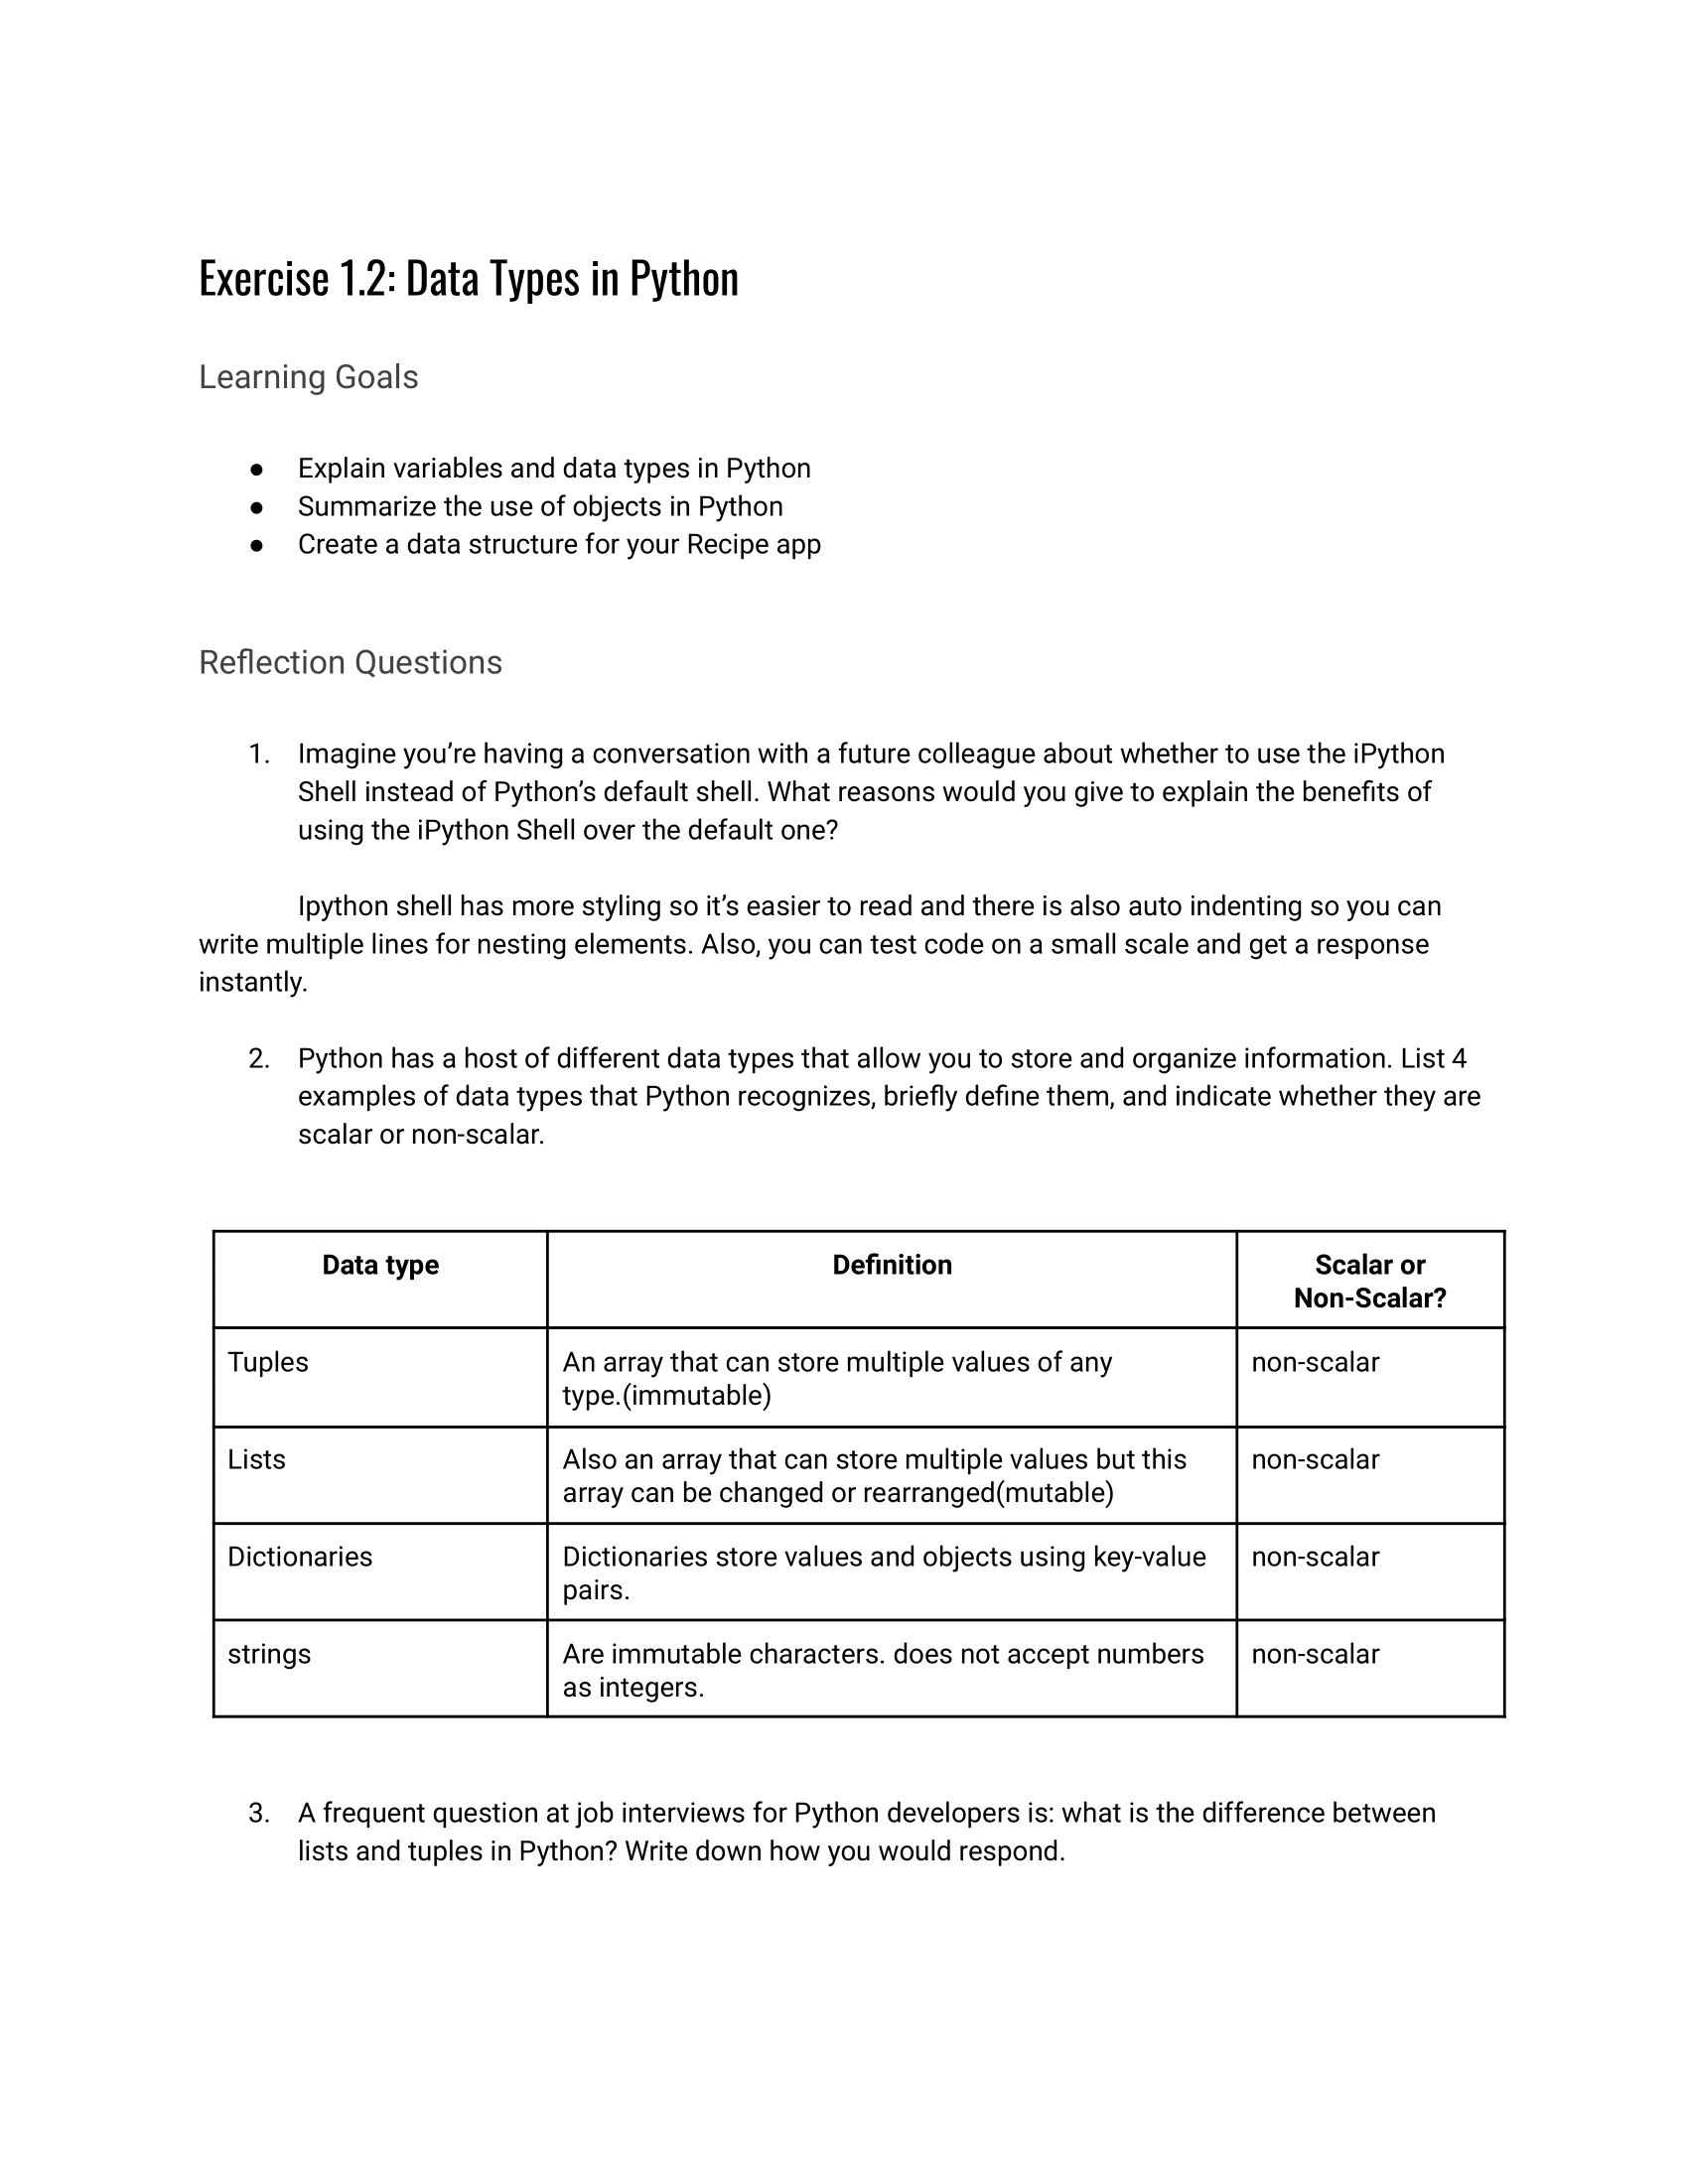 Exercise 1.2: Data Types in Python
Learning Goals
● Explain variables and data types in Python
● Summarize the use of objects in Python
● Create a data structure for your Recipe app
Reflection Questions
1. Imagine you’re having a conversation with a future colleague about whether to use the iPython
Shell instead of Python’s default shell. What reasons would you give to explain the benefits of
using the iPython Shell over the default one?
Ipython shell has more styling so it’s easier to read and there is also auto indenting so you can
write multiple lines for nesting elements. Also, you can test code on a small scale and get a response
instantly.
2. Python has a host of different data types that allow you to store and organize information. List 4
examples of data types that Python recognizes, briefly define them, and indicate whether they are
scalar or non-scalar.
Data type
Definition
Scalar or
Non-Scalar?
Tuples
An array that can store multiple values of any
type.(immutable)
non-scalar
Lists
Also an array that can store multiple values but this
array can be changed or rearranged(mutable)
non-scalar
Dictionaries
Dictionaries store values and objects using key-value
pairs.
non-scalar
strings
Are immutable characters. does not accept numbers
as integers.
non-scalar
3. A frequent question at job interviews for Python developers is: what is the difference between
lists and tuples in Python? Write down how you would respond.